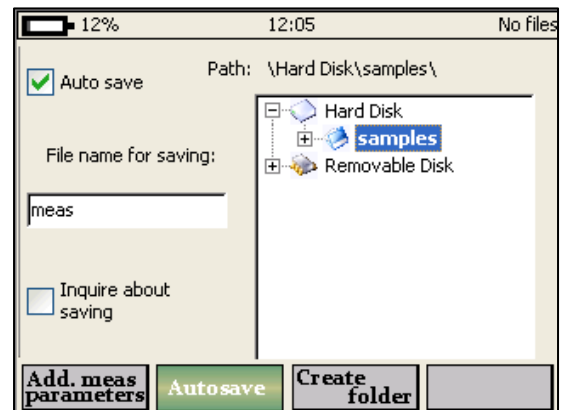 12%
12:05
No files
Auto save
Path: \Hard Disk\samples\
Hard Disk
samples
Removable Disk
File name for saving:
meas
Inquire about
saving
Add. meas
parameters
Autosave
Create
folder